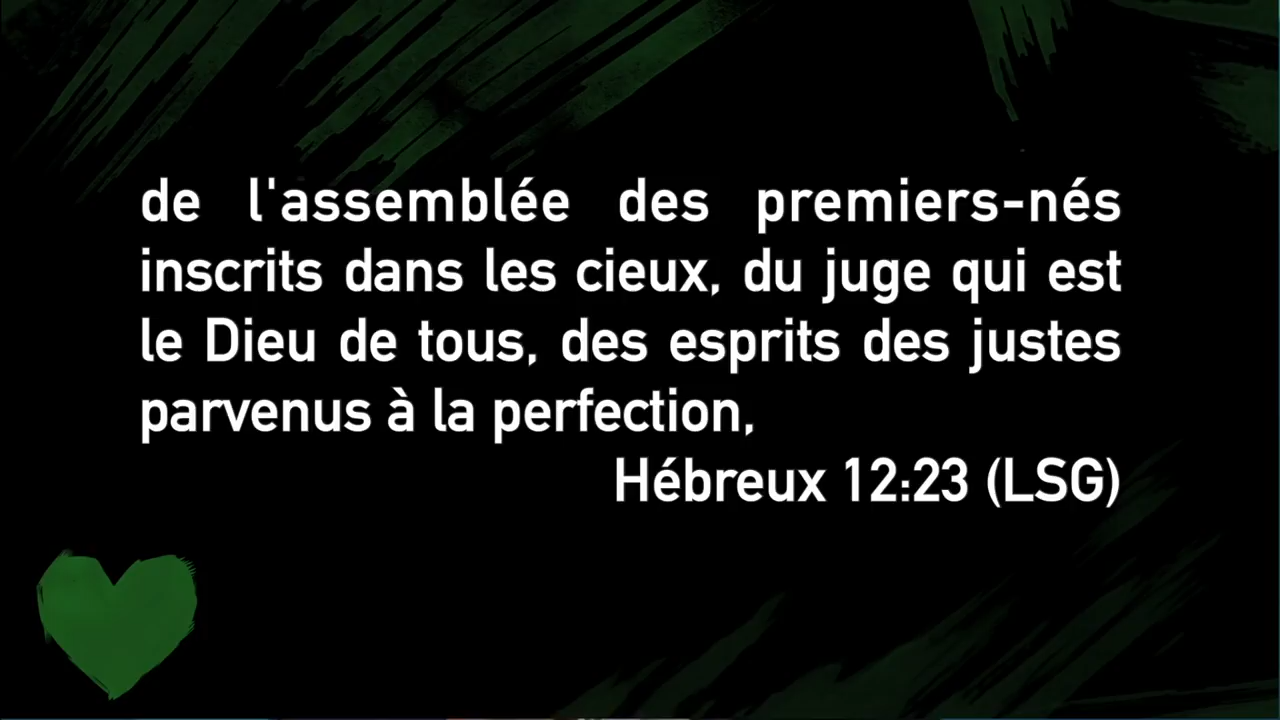 de l'assemblée des premiers-nés
inscrits dans les cieux, du juge qui est
le Dieu de tous, des esprits des justes
parvenus à la perfection,
Hébreux 12:23 (LSG)